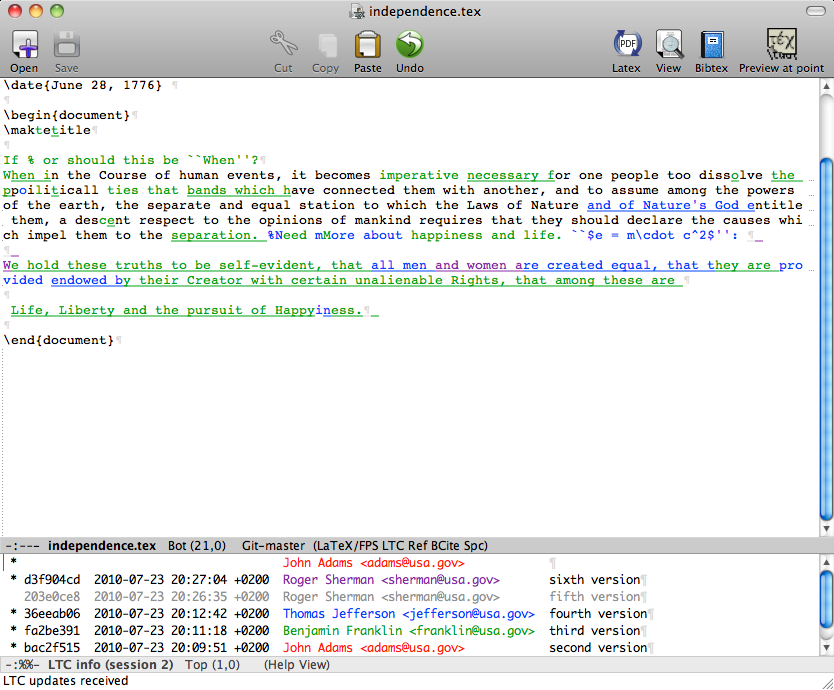 independence.tex
Open Save Cut Copy Paste Undo Latex View Bibtex Preview at point
\date{June 28, 1776} ¶
¶
\begin{document}¶
\maktetitle¶
¶
If % or should this be ``When''?¶
When in the Course of human events, it becomes imperative necessary for one people too dissolve the
ppoiliticall ties that bands which have connected them with another, and to assume among the powers
of the earth, the separate and equal station to which the Laws of Nature and of Nature's God entitle
them, a descent respect to the opinions of mankind requires that they should declare the causes whi
ch impel them to the separation. %Need mMore about happiness and life. ``$e = m\cdot c^2$'': ¶
¶
We hold these truths to be self-evident, that all men and women are created equal, that they are pro
vided endowed by their Creator with certain unalienable Rights, that among these are ¶
¶
Life, Liberty and the pursuit of Happyiness.¶
¶
\end{document}¶
-:--- independence.tex Bot (21,0) Git-master (LaTeX/FPS LTC Ref BCite Spc)
* John Adams <adams@usa.gov> ¶
* d3f904cd 2010-07-23 20:27:04 +0200 Roger Sherman <sherman@usa.gov> sixth version¶
203e0ce8 2010-07-23 20:26:35 +0200 Roger Sherman <sherman@usa.gov> fifth version¶
* 36eeab06 2010-07-23 20:12:42 +0200 Thomas Jefferson <jefferson@usa.gov> fourth version¶
* fa2be391 2010-07-23 20:11:18 +0200 Benjamin Franklin <franklin@usa.gov> third version¶
* bac2f515 2010-07-23 20:09:51 +0200 John Adams <adams@usa.gov> second version¶
-:%%- LTC info (session 2) Top (1,0) (Help View)
LTC updates received